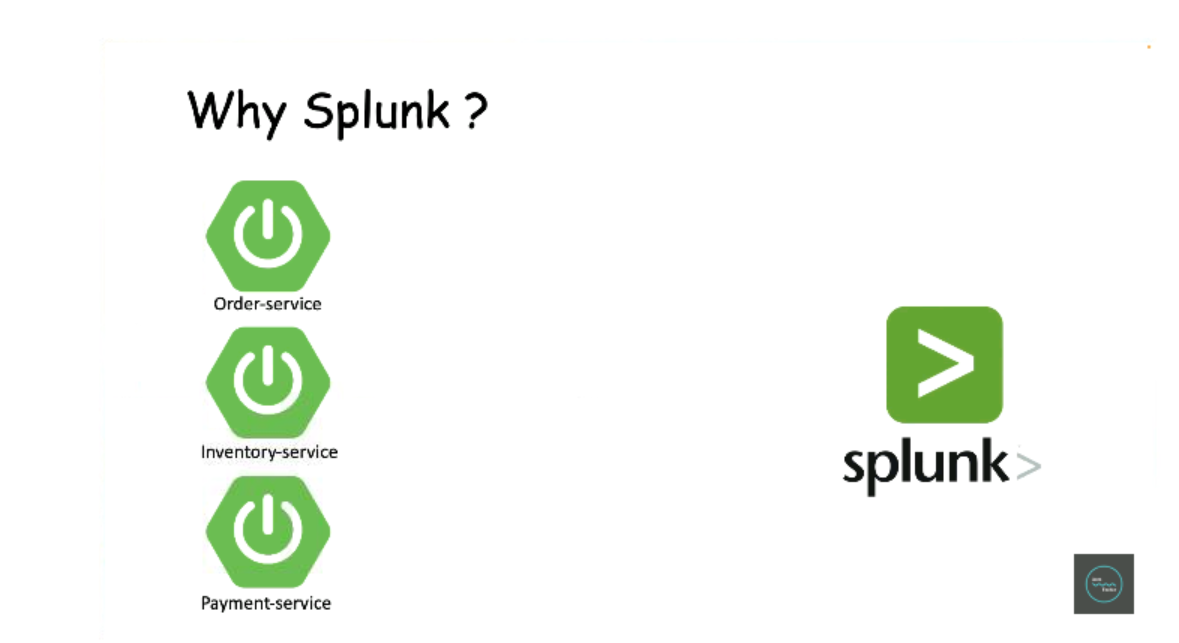 Why Splunk ?
Order-service
Inventory-service
Payment-service
splunk>